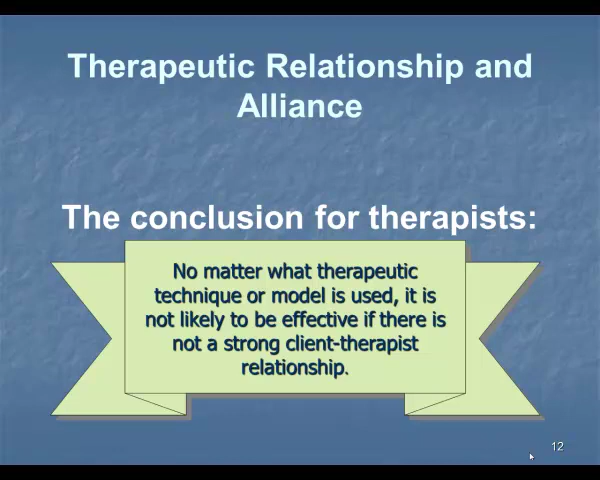 Therapeutic Relationship and
Alliance
The conclusion for therapists:
No matter what therapeutic
technique or model is used, it is
not likely to be effective if there is
not a strong client-therapist
relationship.
12